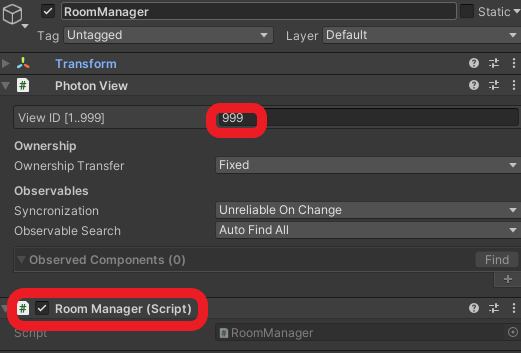 RoomManager Static
Tag Untagged Layer Default
Transform
# Photon View
View ID [1..999] 999
Ownership
Ownership Transfer Fixed
Observables
Syncronization Unreliable On Change
Observable Search Auto Find All
Observed Components (0) Find
+
# Room Manager (Script)
Script # RoomManager